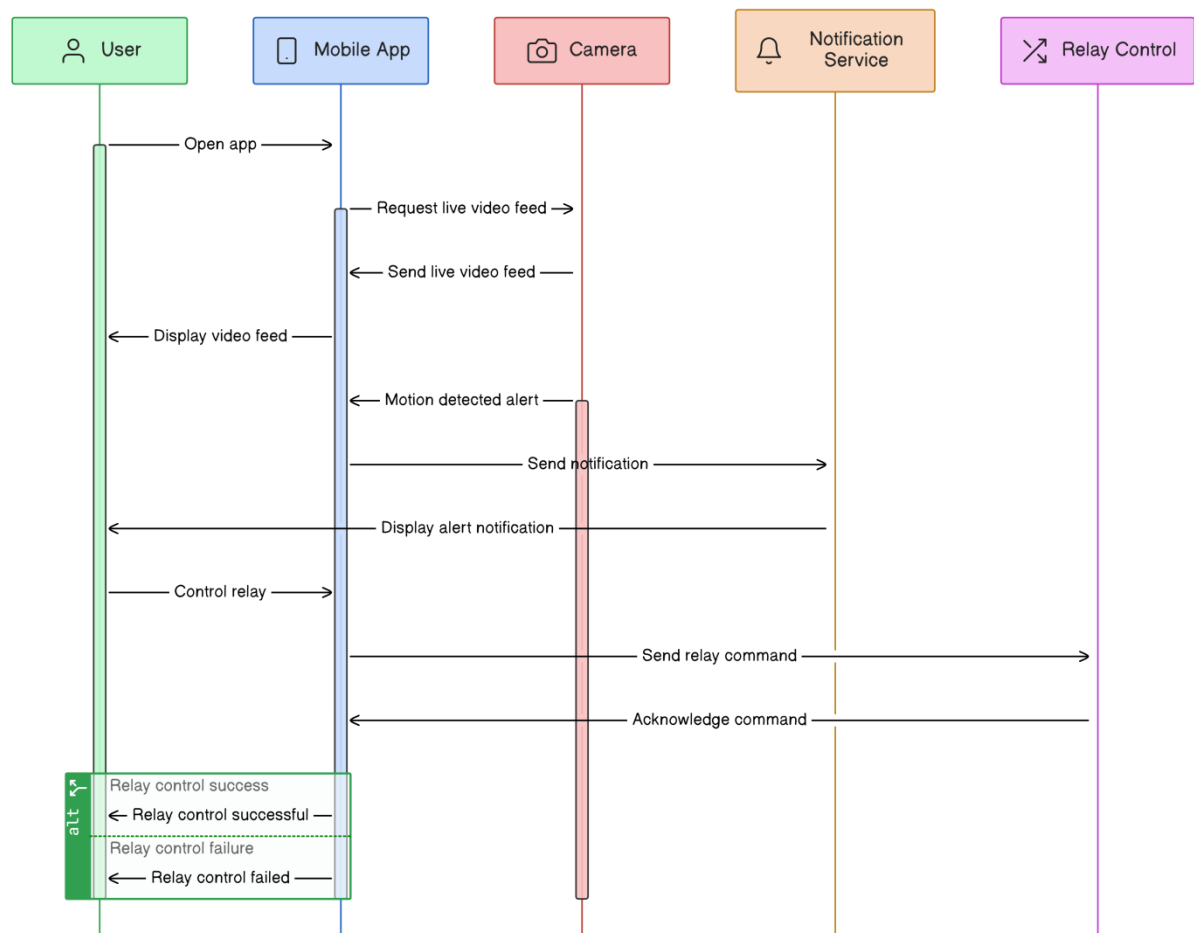 User
Mobile App
Camera
Notification
Service
Relay Control
Open app
Request live video feed
Send live video feed
Display video feed
Motion detected alert
Send notification
Display alert notification
Control relay
Send relay command
Acknowledge command
alt
Relay control success
Relay control successful
Relay control failure
Relay control failed